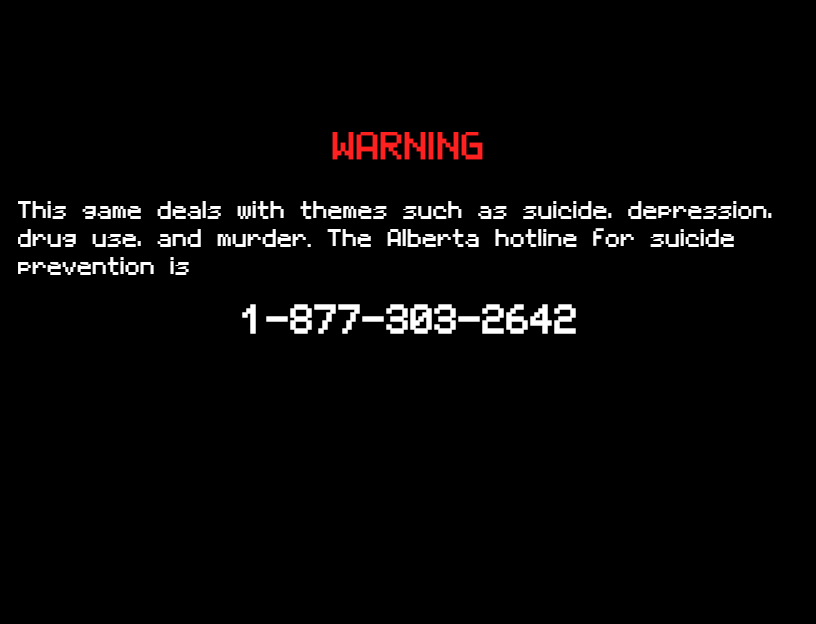 WARNING
This game deals with themes such as suicide, depression,
drug use, and murder. The Alberta hotline for suicide
prevention is
1-877-303-2642